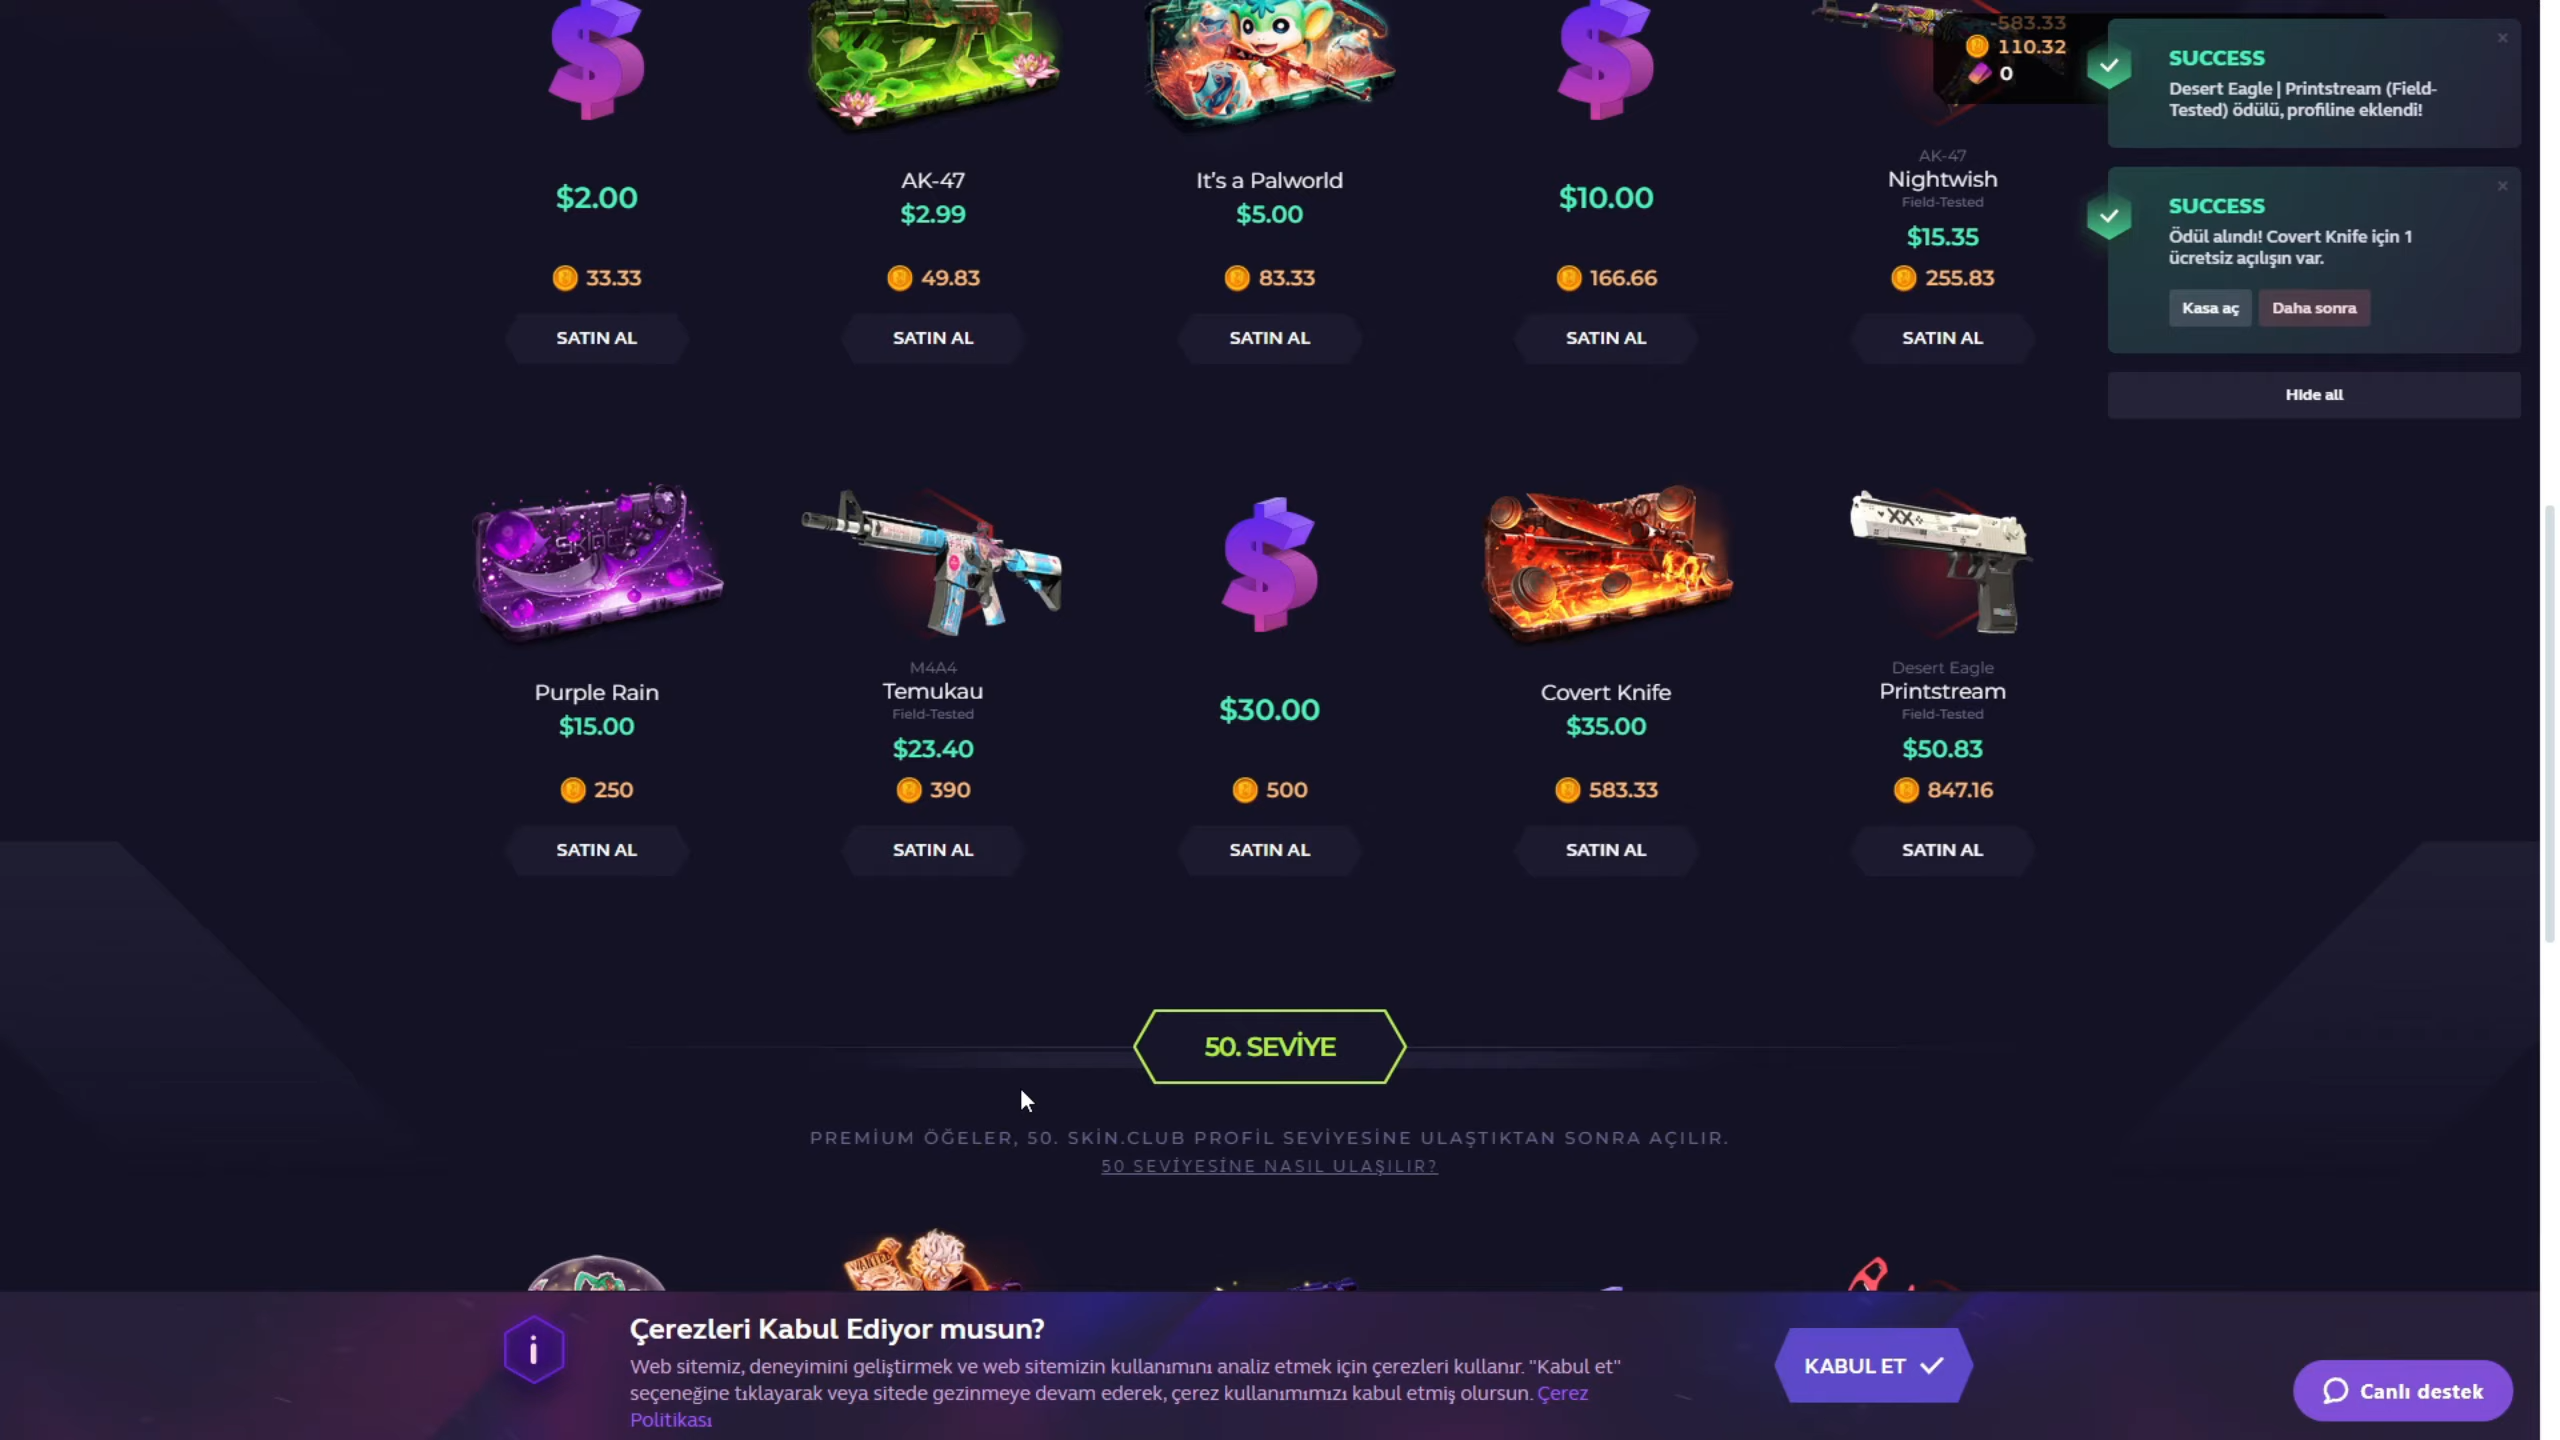 583.33
110.32
0
SUCCESS
Desert Eagle | Printstream (Field-
Tested) ödülü, profiline eklendi!
SUCCESS
Ödül alındı! Covert Knife için 1
ücretsiz açılışın var.
Kasa aç
Daha sonra
Hide all
$2.00
33.33
SATIN AL
AK-47
$2.99
49.83
SATIN AL
It's a Palworld
$5.00
83.33
SATIN AL
$10.00
166.66
SATIN AL
AK-47
Nightwish
Field-Tested
$15.35
255.83
SATIN AL
Purple Rain
$15.00
250
SATIN AL
M4A4
Temukau
Field-Tested
$23.40
390
SATIN AL
$30.00
500
SATIN AL
Covert Knife
$35.00
583.33
SATIN AL
Desert Eagle
Printstream
Field-Tested
$50.83
847.16
SATIN AL
50. SEVİYE
PREMİUM ÖĞELER, 50. SKİN.CLUB PROFİL SEVİYESİNE ULAŞTIKTAN SONRA AÇILIR.
50 SEVİYESİNE NASIL ULAŞILIR?
WANTED
Çerezleri Kabul Ediyor musun?
Web sitemiz, deneyimini geliştirmek ve web sitemizin kullanımını analiz etmek için çerezleri kullanır. "Kabul et"
seçeneğine tıklayarak veya sitede gezinmeye devam ederek, çerez kullanımımızı kabul etmiş olursun. Çerez
Politikası
KABUL ET
Canlı destek